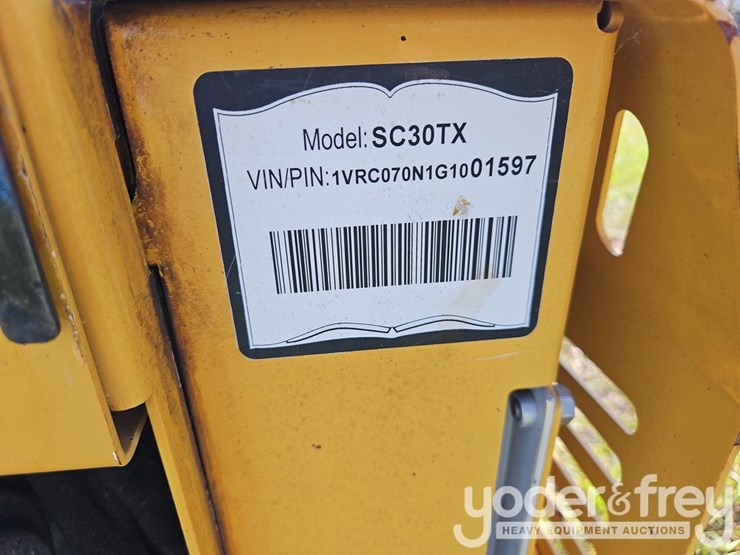 Model: SC30TX
VIN/PIN:1VRC070N1G1001597
yoder&frey
HEAVY EQUIPMENT AUCTIONS